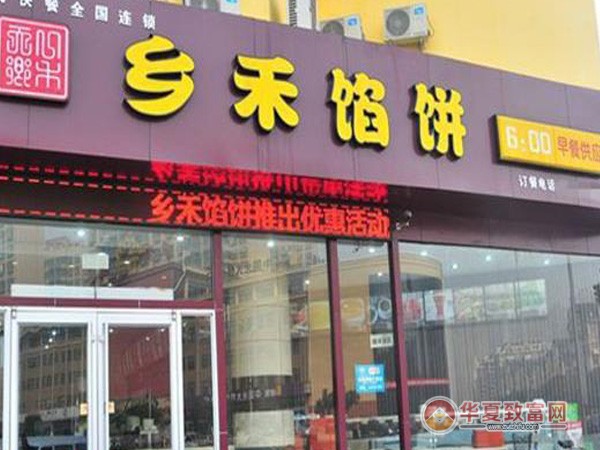 快餐全国连锁
乡禾馅饼
6:00 早餐供应
订餐电话
乡禾馅饼推出优惠活动
华夏致富网